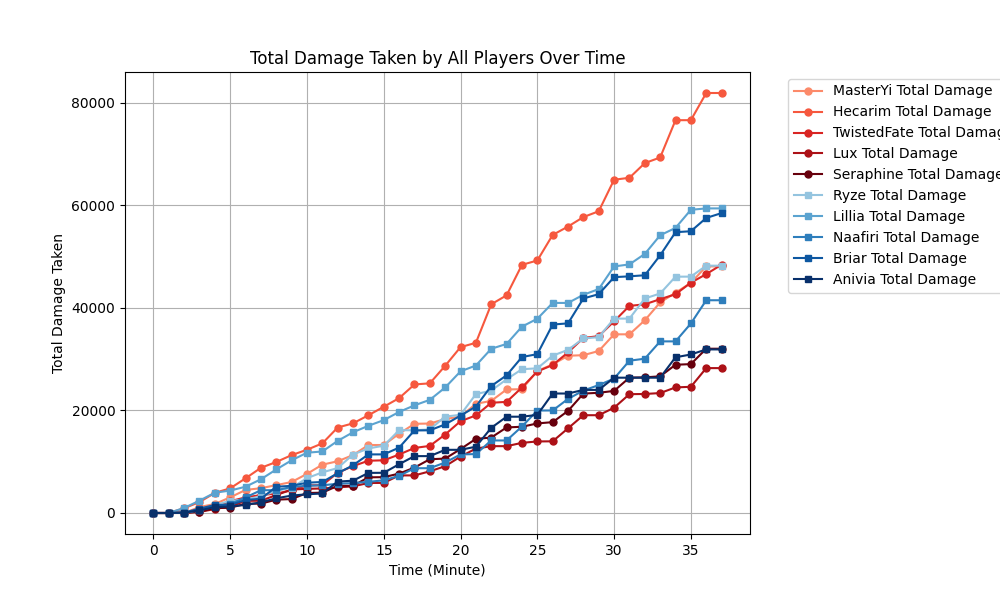 Total Damage Taken by All Players Over Time
Total Damage Taken
80000
60000
40000
20000
0
0 5 10 15 20 25 30 35
Time (Minute)
MasterYi Total Damage
Hecarim Total Damage
TwistedFate Total Damag
Lux Total Damage
Seraphine Total Damage
Ryze Total Damage
Lillia Total Damage
Naafiri Total Damage
Briar Total Damage
Anivia Total Damage